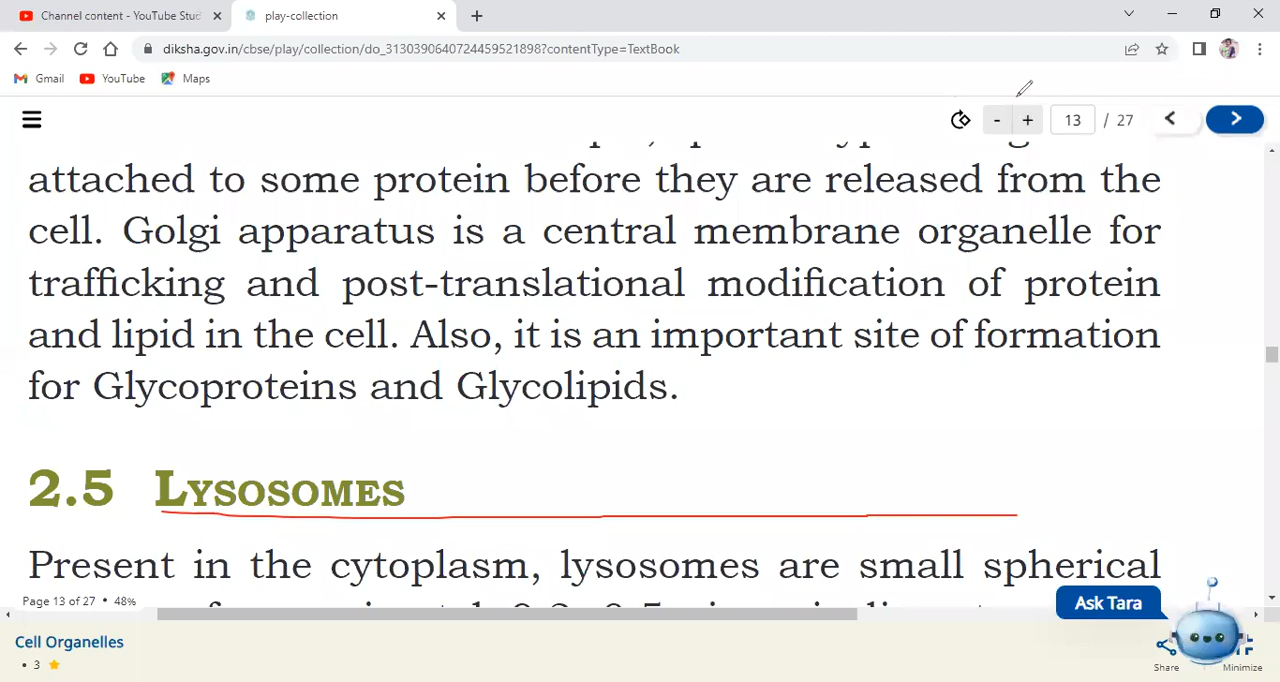 Channel content - YouTube Stud
play-collection
diksha.gov.in/cbse/play/collection/do_31303906407244595215898?contentType=TextBook
Gmail YouTube Maps
- + 13 / 27
attached to some protein before they are released from the
cell. Golgi apparatus is a central membrane organelle for
trafficking and post-translational modification of protein
and lipid in the cell. Also, it is an important site of formation
for Glycoproteins and Glycolipids.
2.5 LYSOSOMES
Present in the cytoplasm, lysosomes are small spherical
Page 13 of 27 • 48%
Ask Tara
Cell Organelles
• 3
Share Minimize